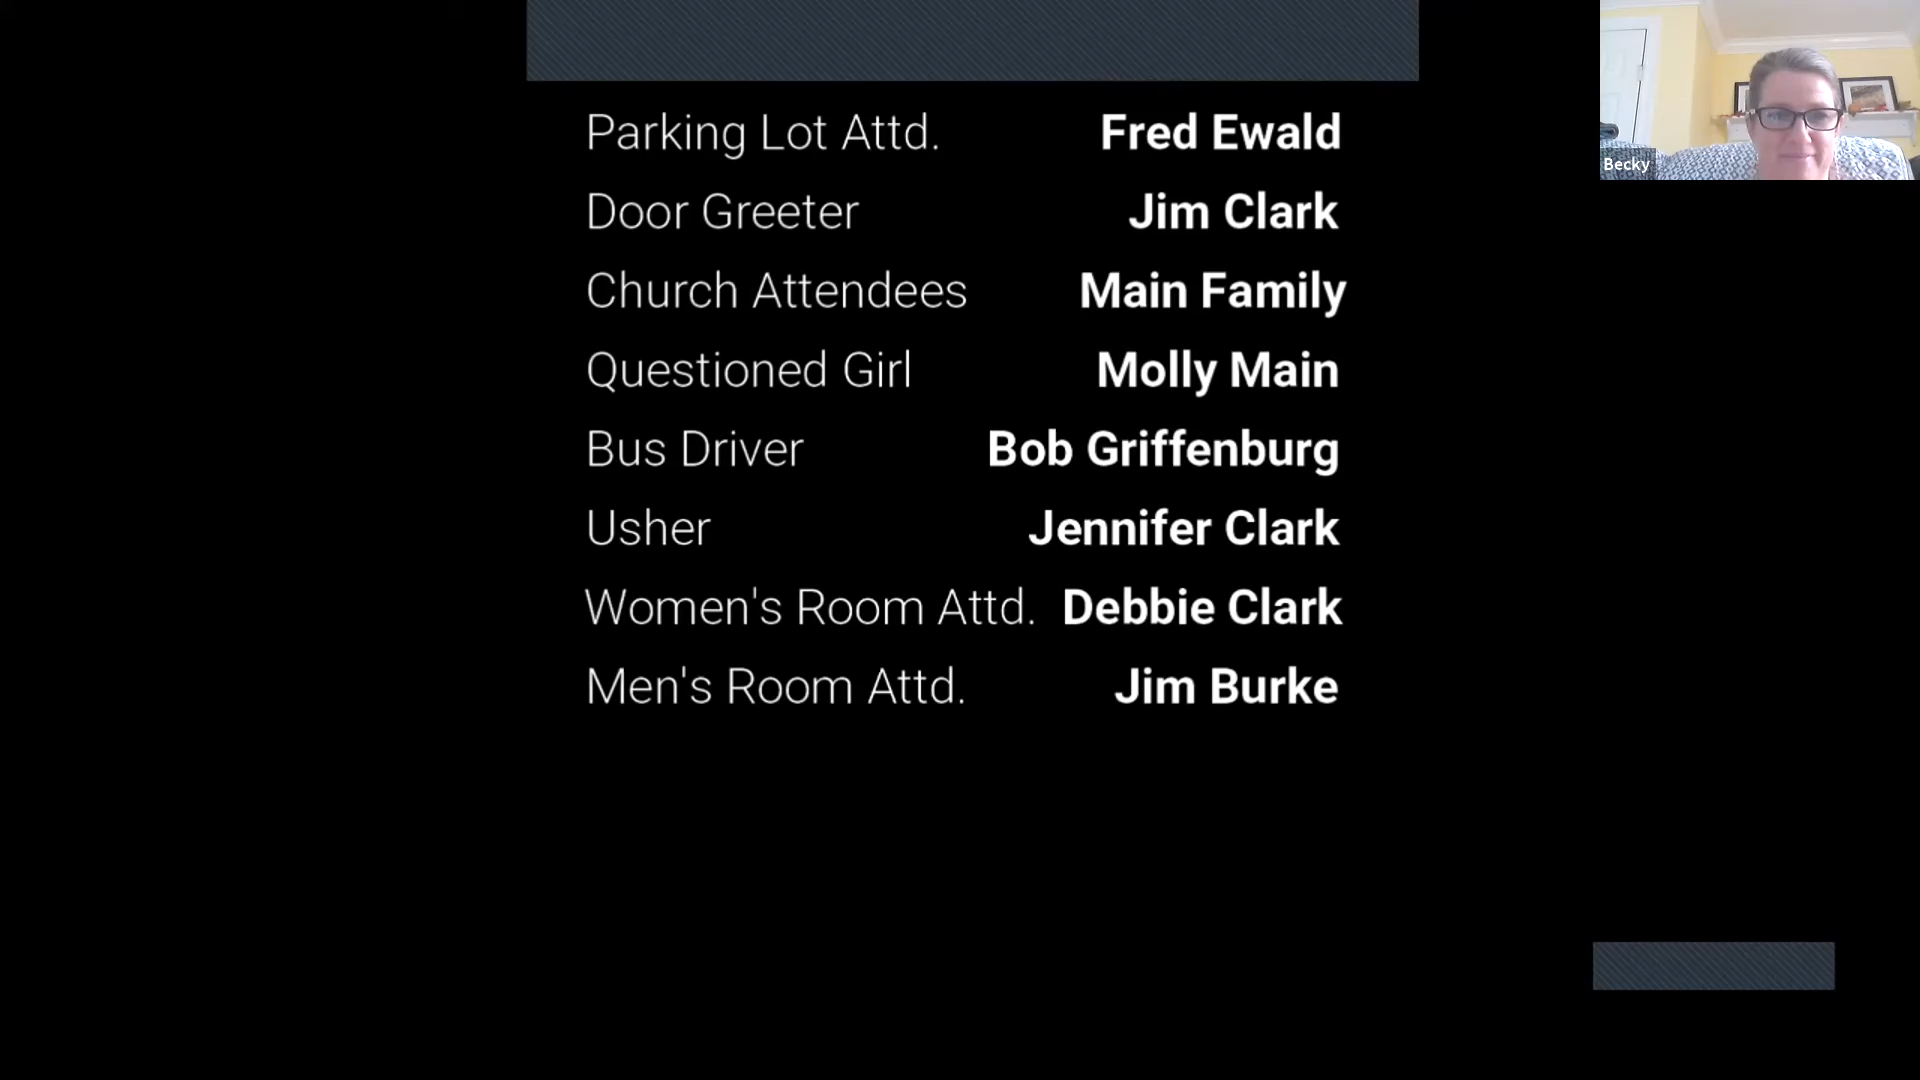 Parking Lot Attd. Fred Ewald
Door Greeter Jim Clark
Church Attendees Main Family
Questioned Girl Molly Main
Bus Driver Bob Griffenburg
Usher Jennifer Clark
Women's Room Attd. Debbie Clark
Men's Room Attd. Jim Burke
Becky